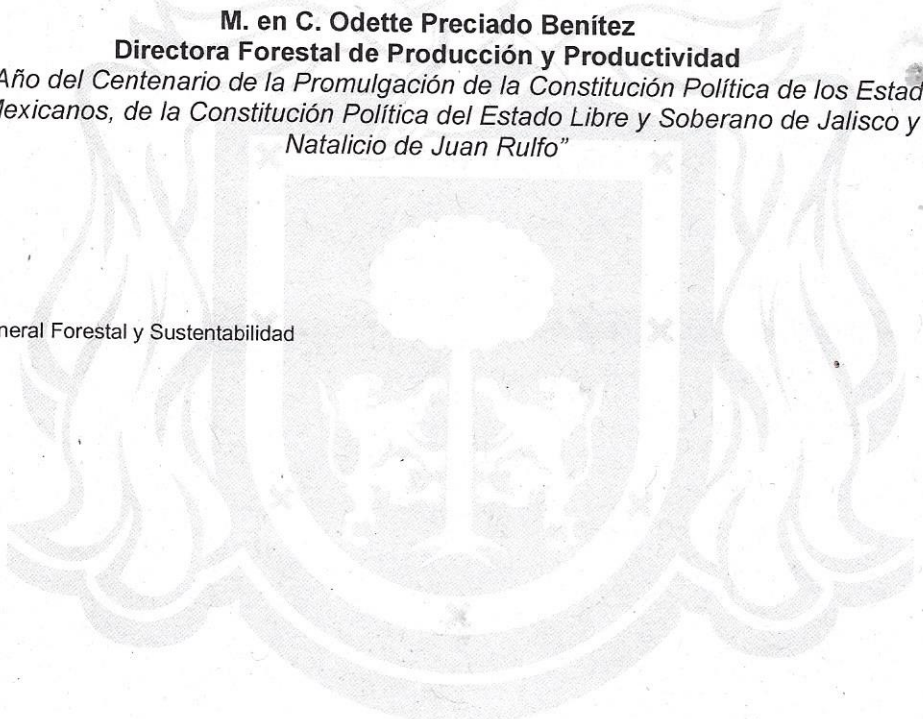 M. en C. Odette Preciado Benítez
Directora Forestal de Producción y Productividad
Año del Centenario de la Promulgación de la Constitución Política de los Estad
Mexicanos, de la Constitución Política del Estado Libre y Soberano de Jalisco y
Natalicio de Juan Rulfo”
neral Forestal y Sustentabilidad